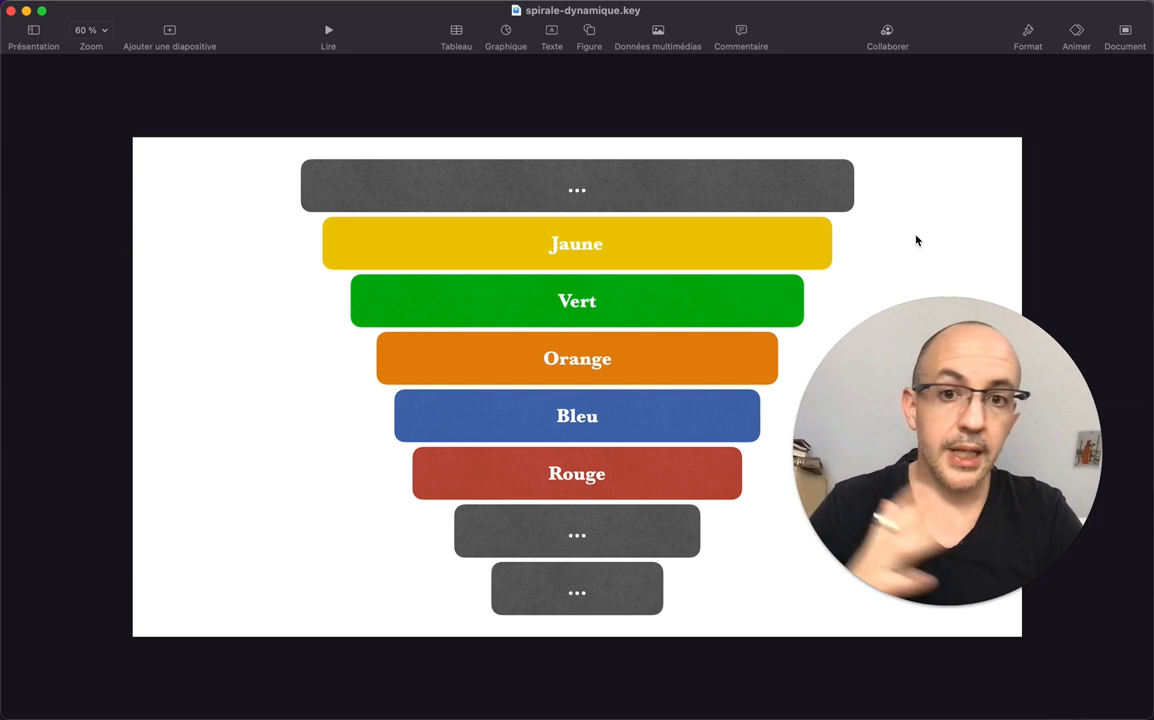 spirale-dynamique.key
60 %
Présentation
Zoom
Ajouter une diapositive
Lire
Tableau
Graphique
Texte
Figure
Données multimédias
Commentaire
Collaborer
Format
Animer
Document
...
Jaune
Vert
Orange
Bleu
Rouge
...
...